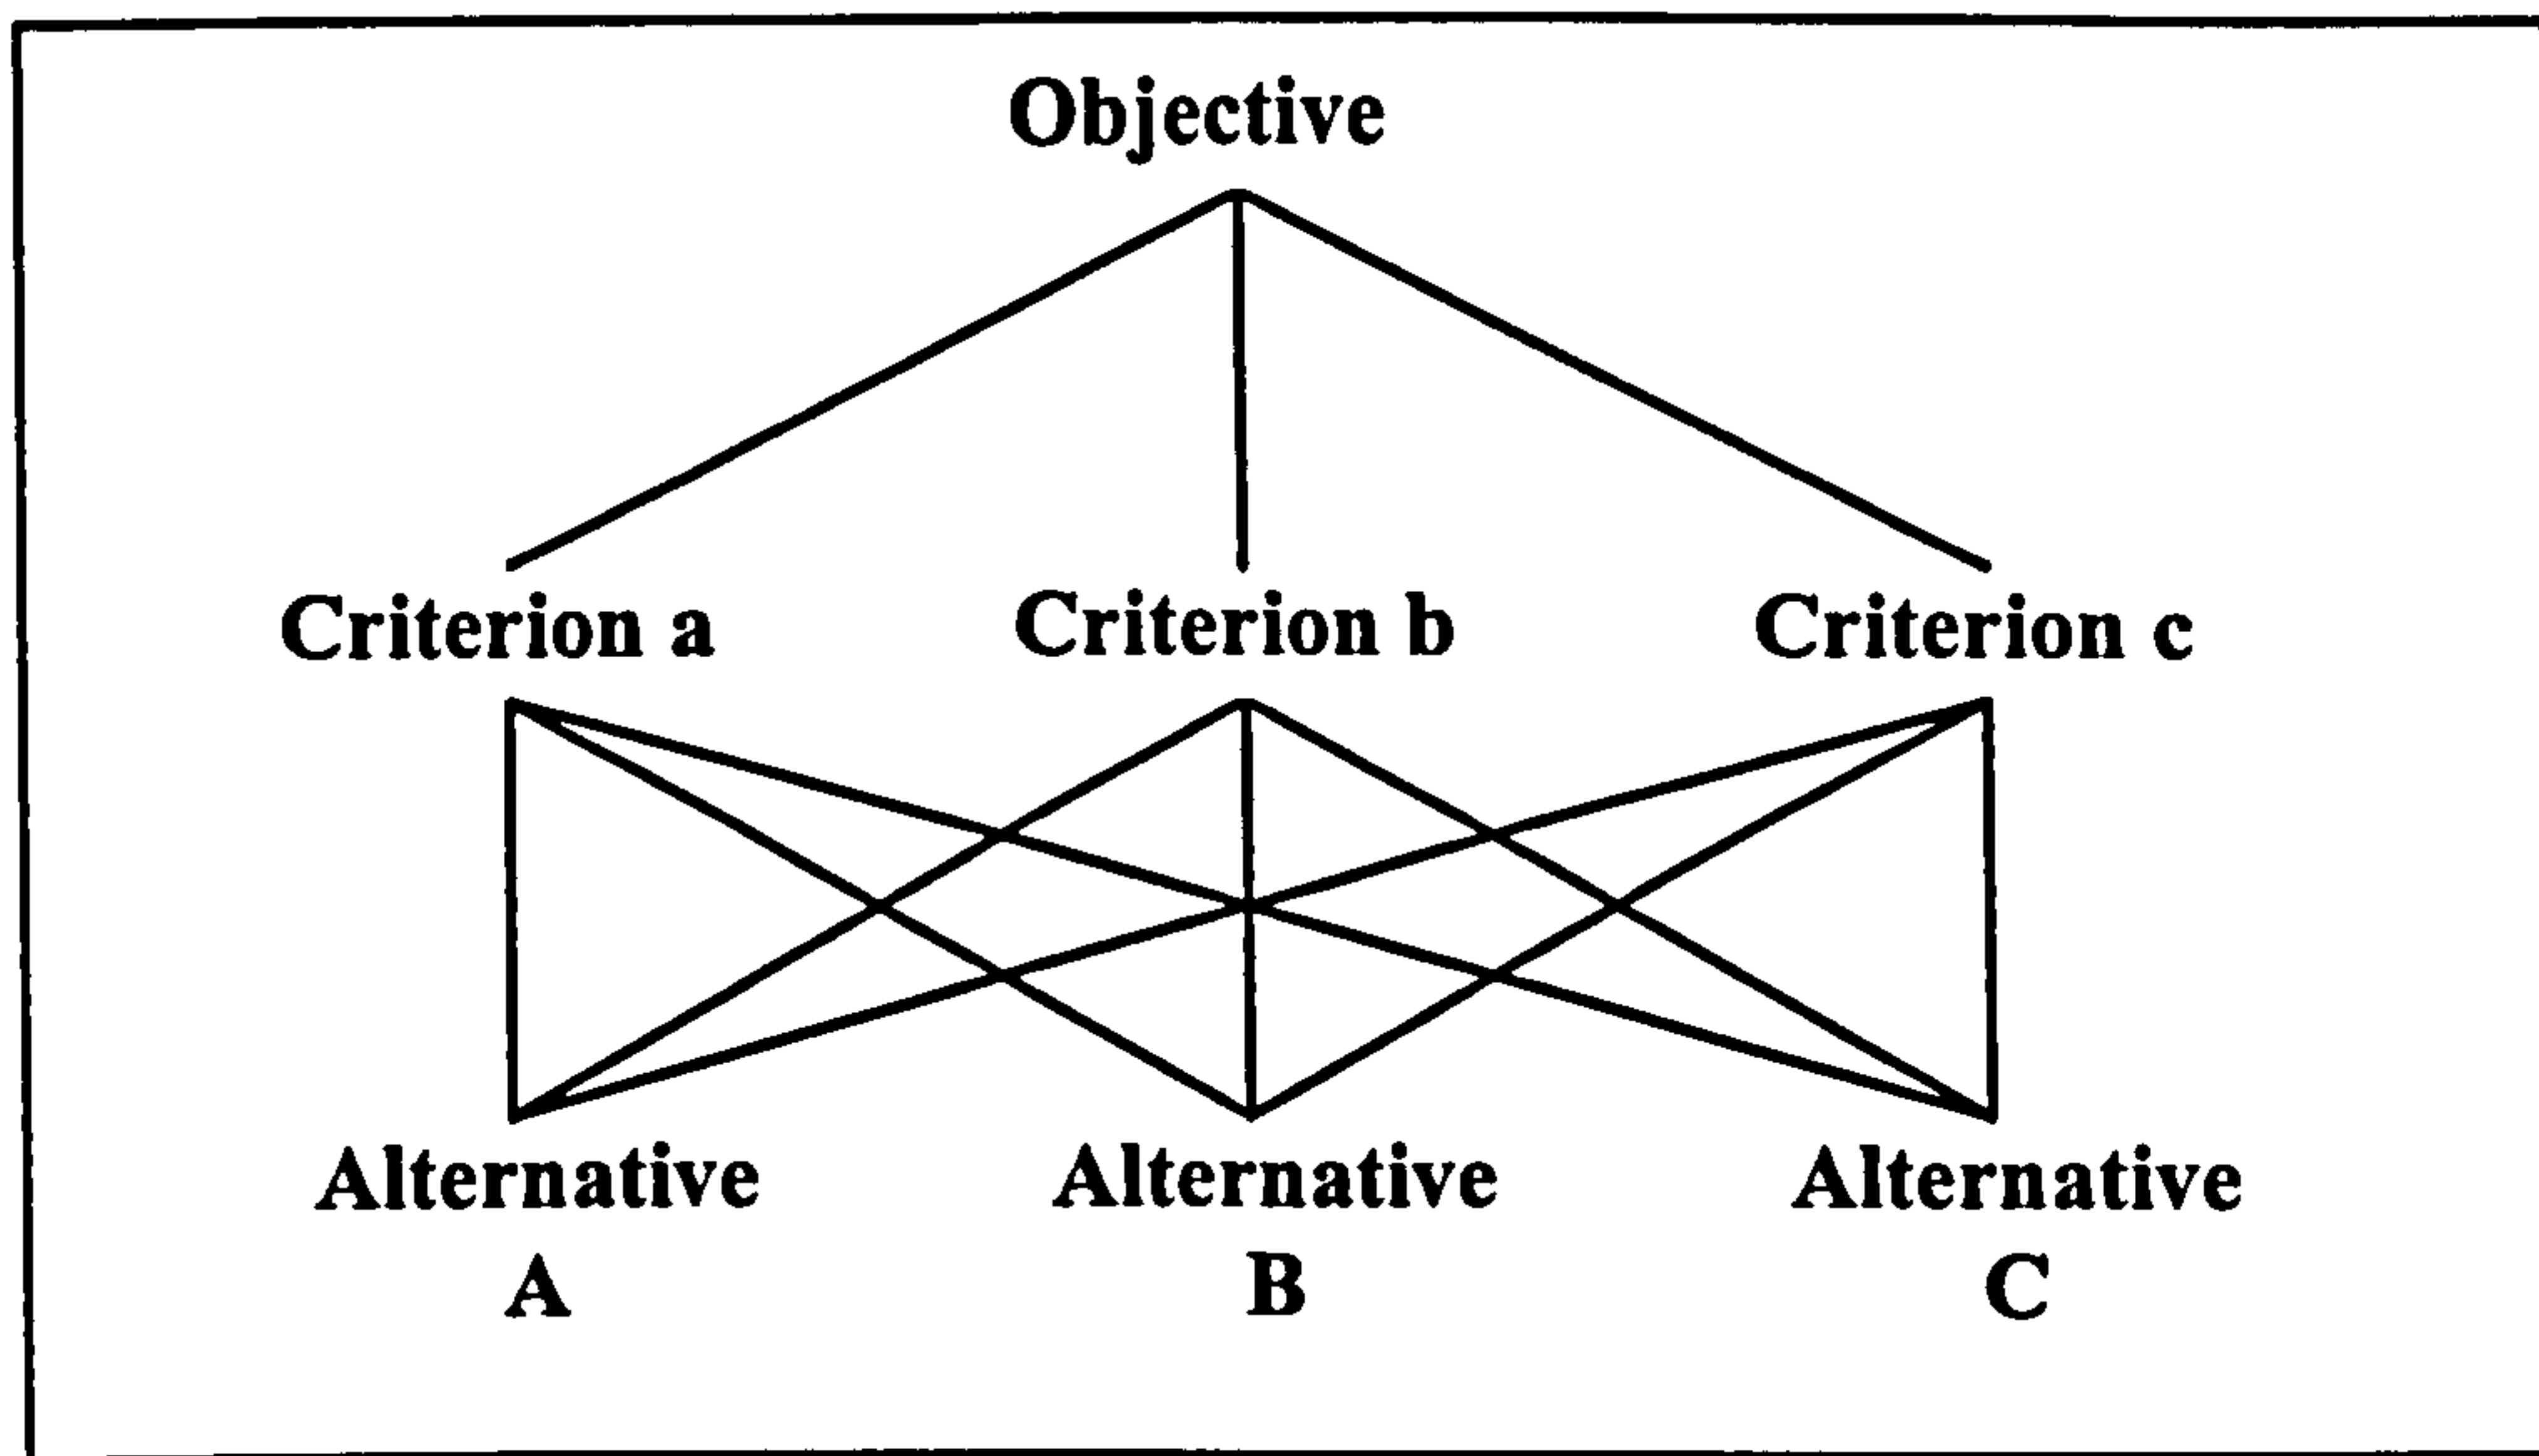 Objective
Criterion a
Criterion b
Criterion c
Alternative
A
Alternative
B
Alternative
C